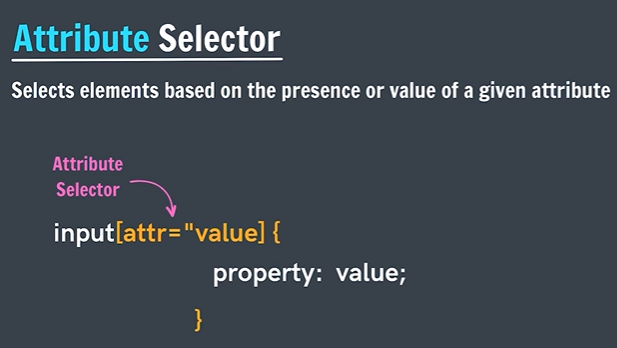 Attribute Selector
Selects elements based on the presence or value of a given attribute
Attribute
Selector
input[attr="value] {
property: value;
}